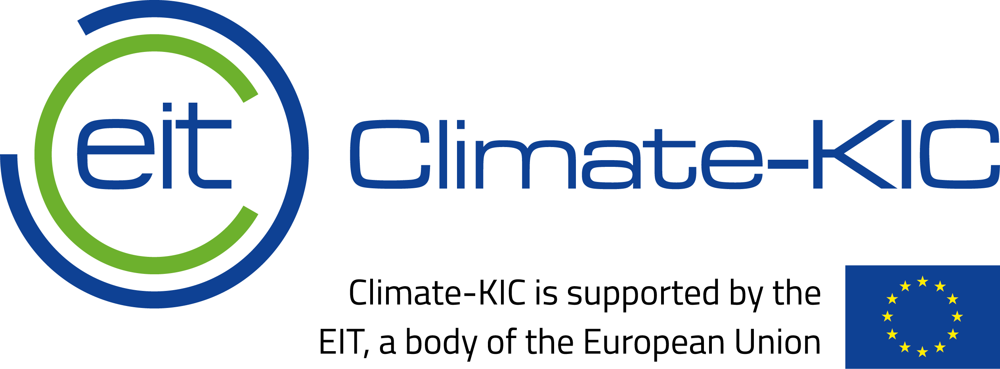 eit Climate-KIC
Climate-KIC is supported by the
EIT, a body of the European Union